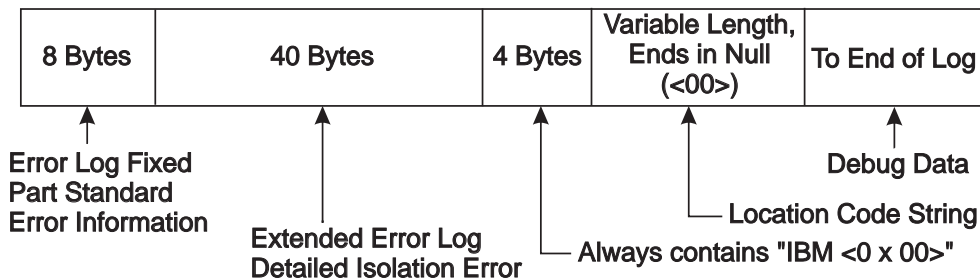 8 Bytes
40 Bytes
4 Bytes
Variable Length,
Ends in Null
(<00>)
To End of Log
Error Log Fixed
Part Standard
Error Information
Extended Error Log
Detailed Isolation Error
Always contains "IBM <0 x 00>"
Location Code String
Debug Data